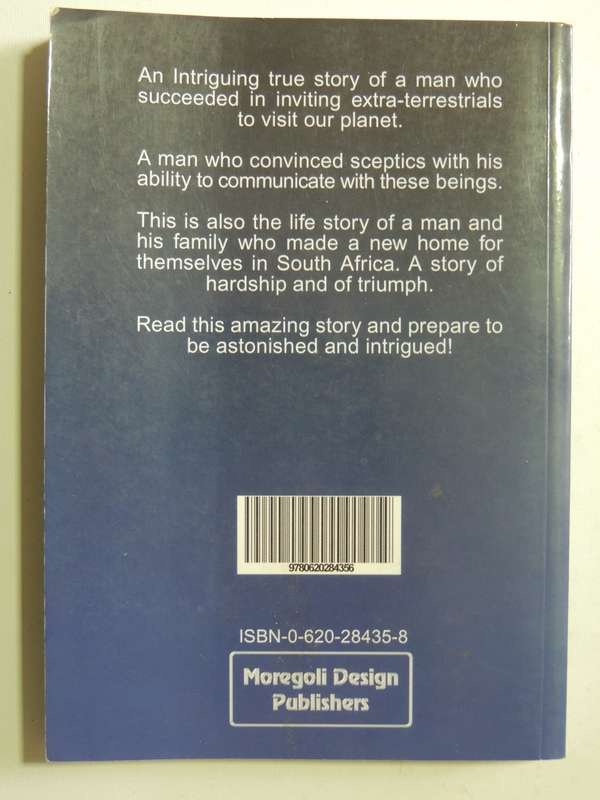 An Intriguing true story of a man who
succeeded in inviting extra-terrestrials
to visit our planet.
A man who convinced sceptics with his
ability to communicate with these beings.
This is also the life story of a man and
his family who made a new home for
themselves in South Africa. A story of
hardship and of triumph.
Read this amazing story and prepare to
be astonished and intrigued!
9780620284356
ISBN-0-620-28435-8
Moregoli Design
Publishers